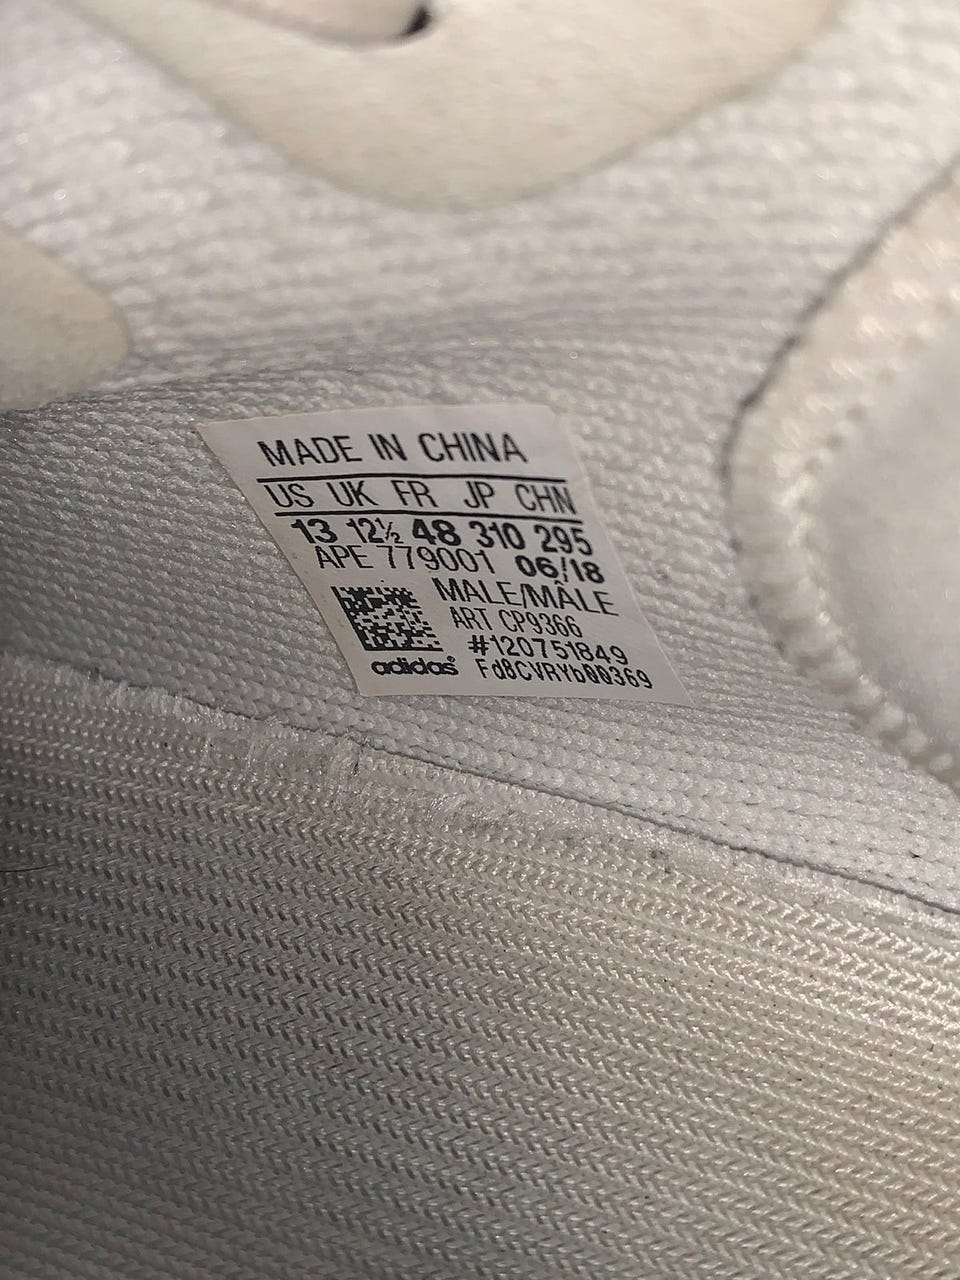 MADE IN CHINA
US UK FR JP CHN
13 12½ 48 310 295
APE 779001 06/18
MALE/MÂLE
ART CP9366
#120751849
adidas® Fd8CVRYb00369